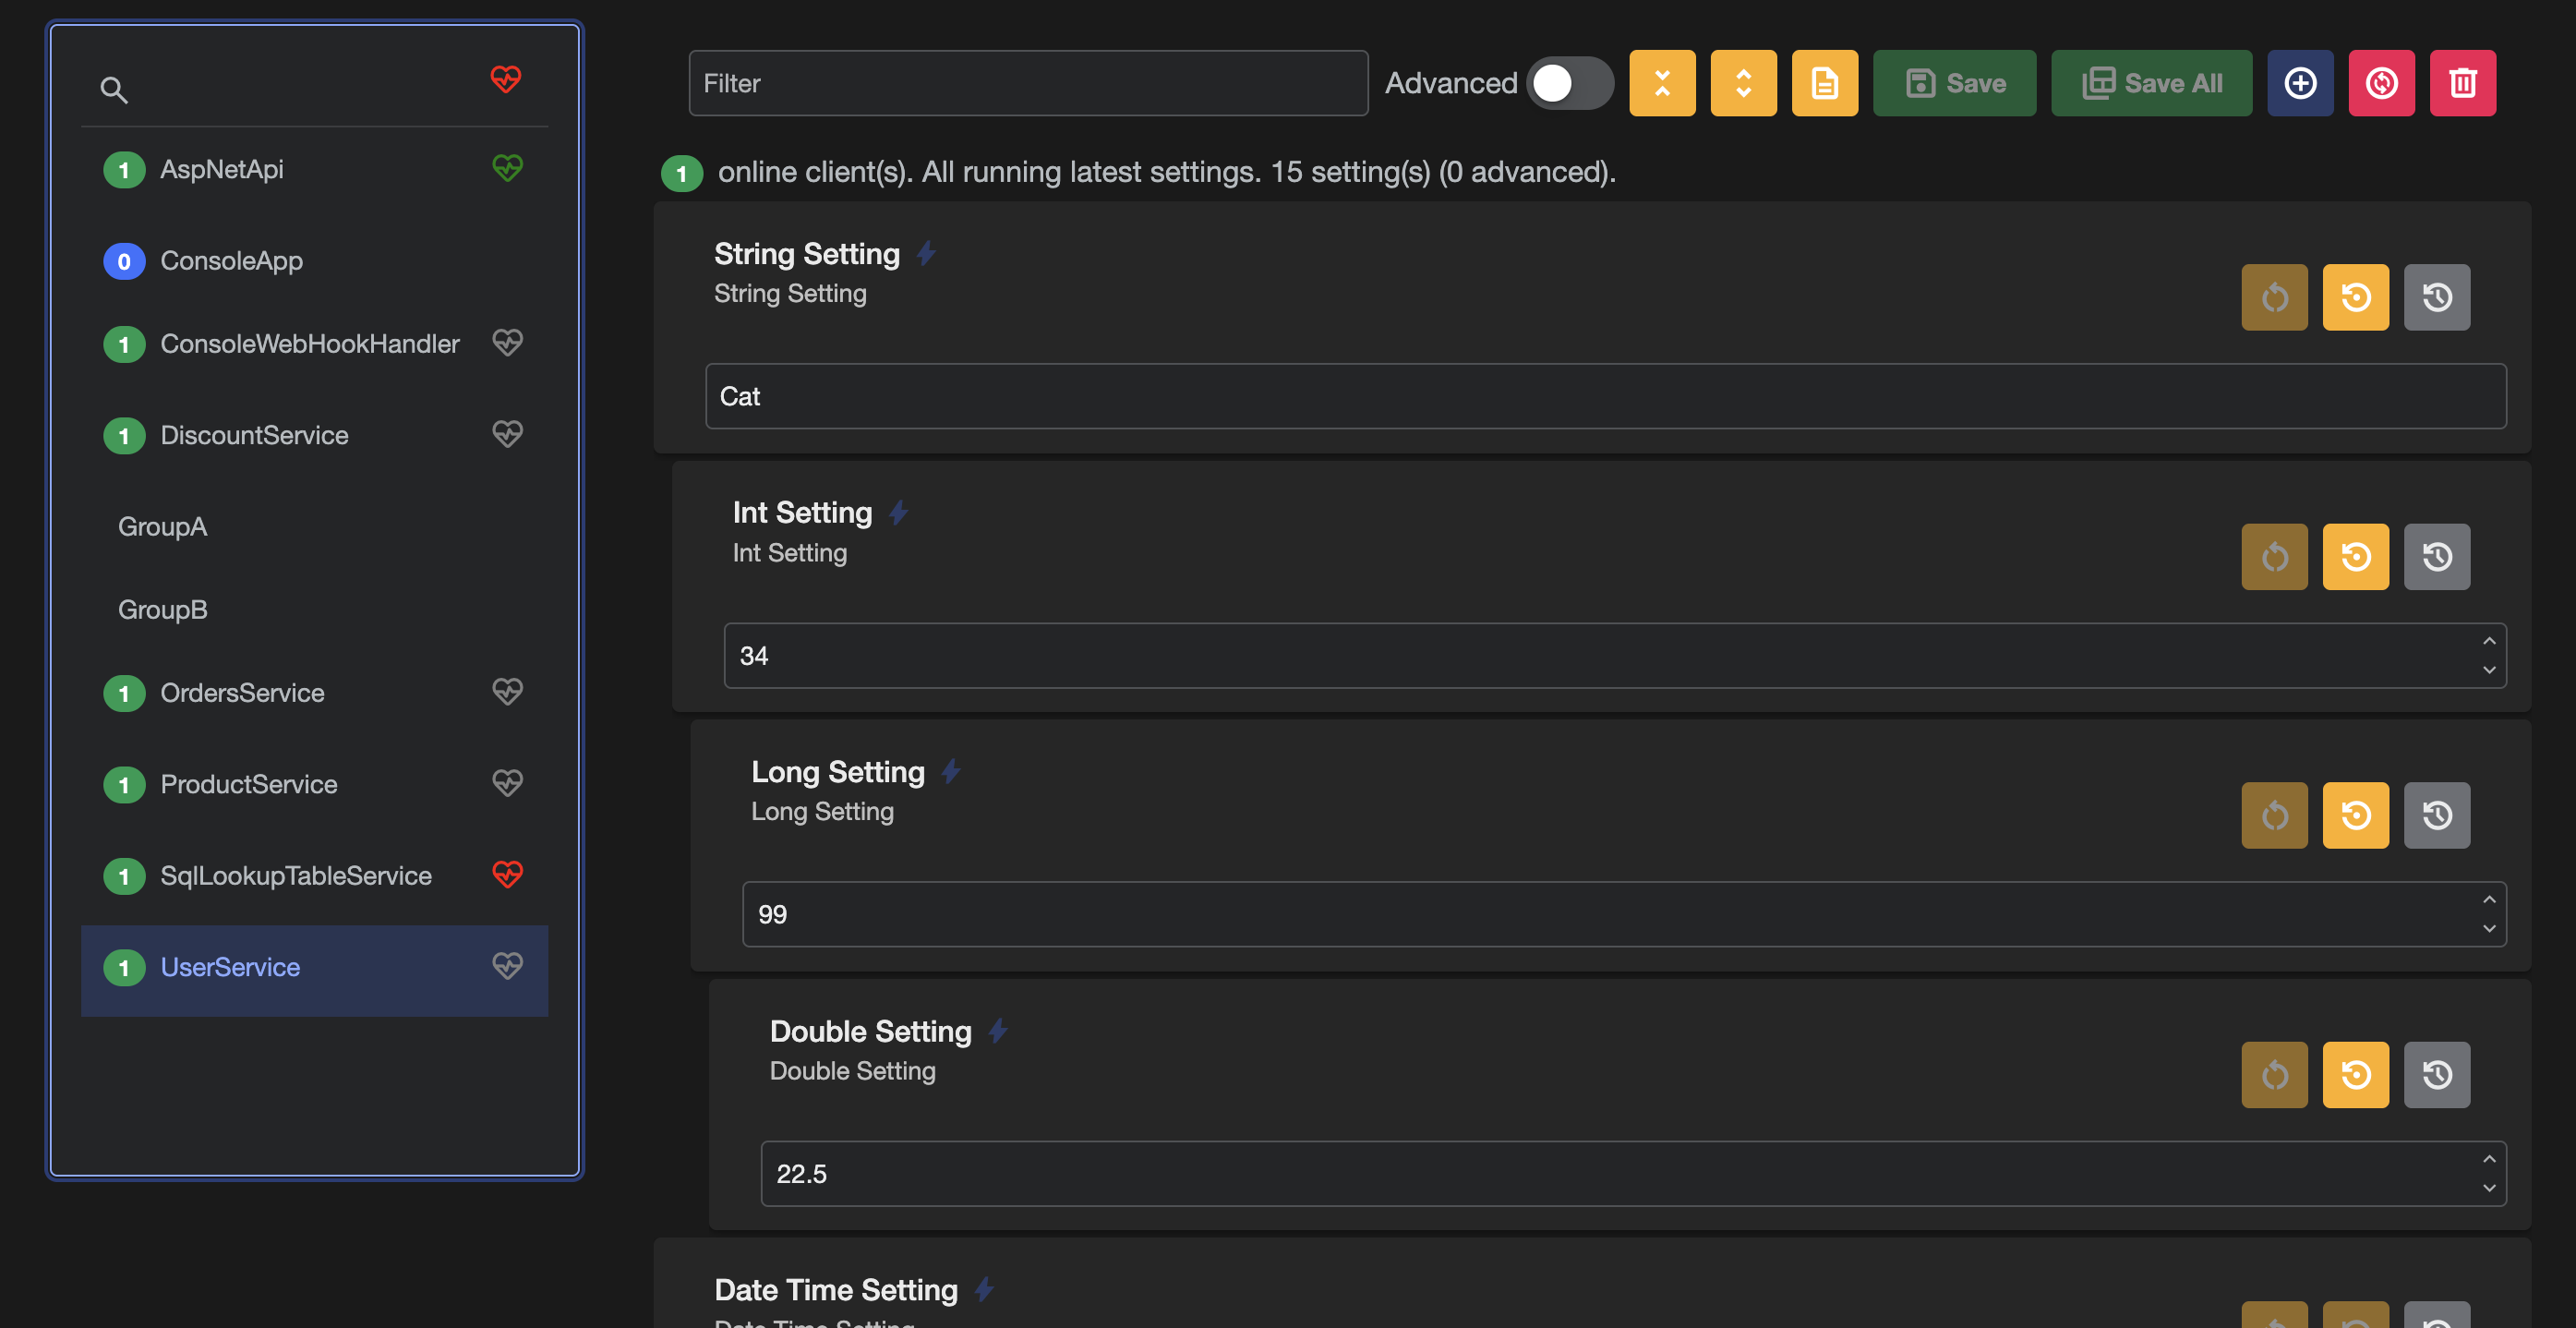 1 AspNetApi
0 ConsoleApp
1 ConsoleWebHookHandler
1 DiscountService
GroupA
GroupB
1 OrdersService
1 ProductService
1 SqlLookupTableService
1 UserService
Filter Advanced Save Save All
1 online client(s). All running latest settings. 15 setting(s) (0 advanced).
String Setting
String Setting
Cat
Int Setting
Int Setting
34
Long Setting
Long Setting
99
Double Setting
Double Setting
22.5
Date Time Setting
Date Time Setting